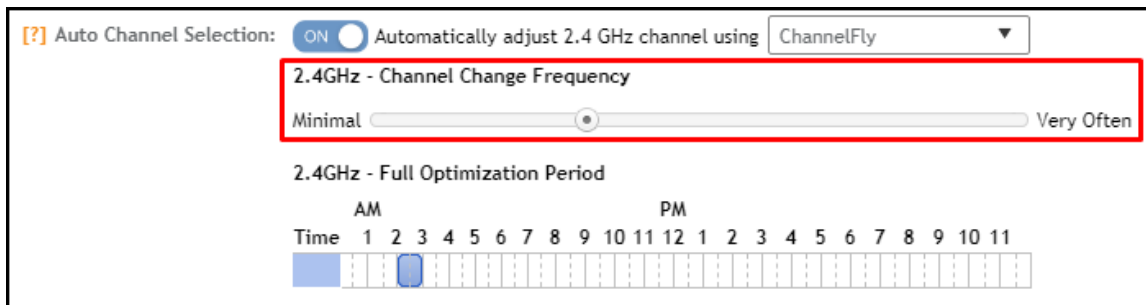 [?] Auto Channel Selection: ON Automatically adjust 2.4 GHz channel using ChannelFly
2.4GHz - Channel Change Frequency
Minimal Very Often
2.4GHz - Full Optimization Period
AM PM
Time 1 2 3 4 5 6 7 8 9 10 11 12 1 2 3 4 5 6 7 8 9 10 11